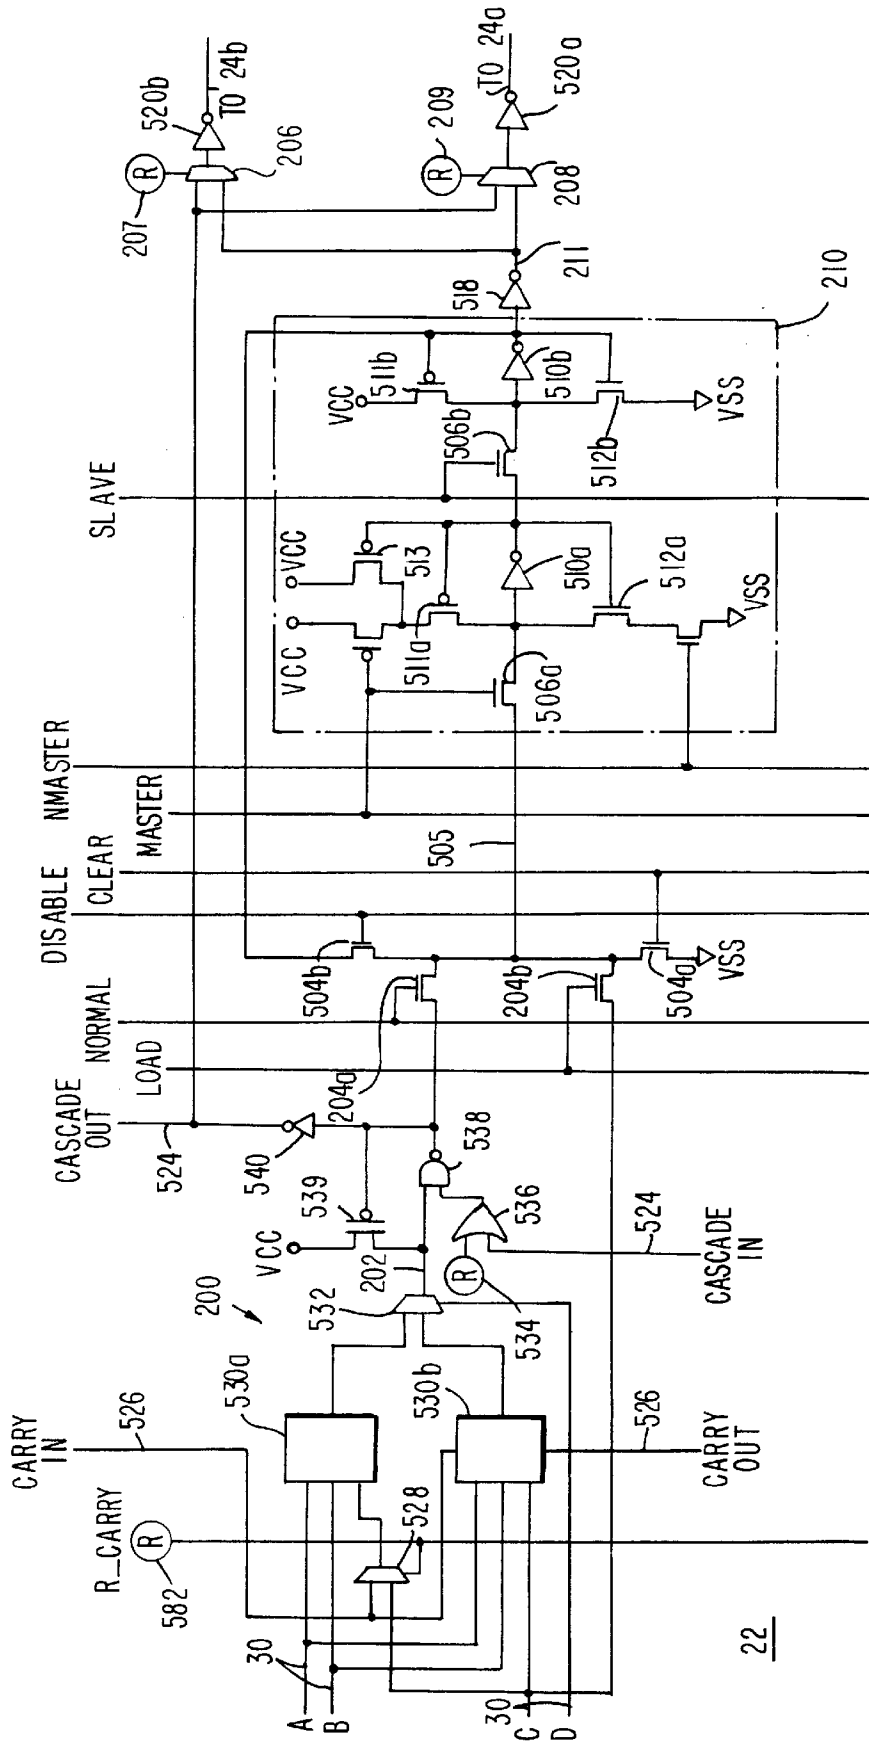 CARRY
IN
526
R_CARRY
R
582
A
B
30
C
D
30
528
530a
530b
526
CARRY
OUT
22
200
532
202
VCC
539
R
534
536
538
540
524
CASCADE
OUT
524
CASCADE
IN
LOAD
NORMAL
204a
204b
504b
504a
VSS
DISABLE
CLEAR
505
MASTER
NMASTER
VCC
VCC
513
511a
506a
510a
512a
VSS
SLAVE
506b
VCC
511b
510b
512b
VSS
210
518
211
207
R
206
520b
TO 24b
R
209
208
520a
TO 24a